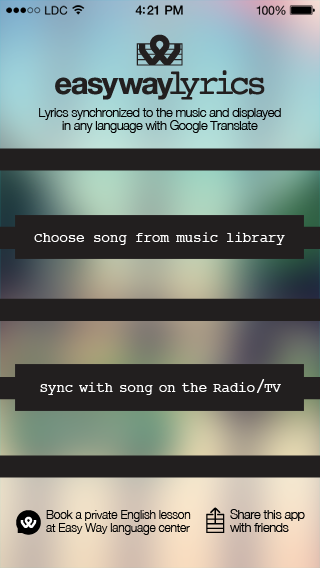 ●●●○○ LDC 4:21 PM 100%
easywaylyrics
Lyrics synchronized to the music and displayed
in any language with Google Translate
Choose song from music library
Sync with song on the Radio/TV
Book a private English lesson
at Easy Way language center
Share this app
with friends